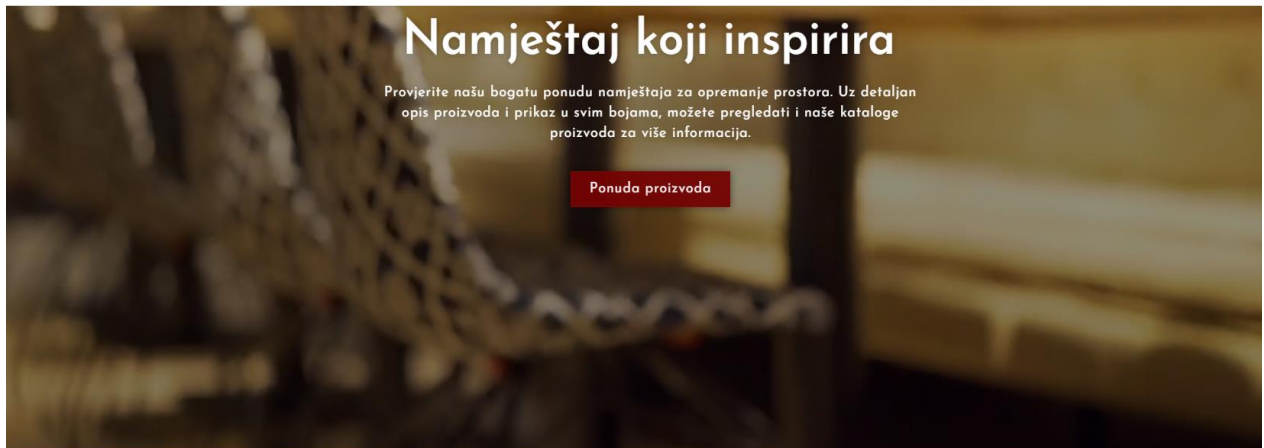 Namještaj koji inspirira
Provjerite našu bogatu ponudu namještaja za opremanje prostora. Uz detaljan
opis proizvoda i prikaz u svim bojama, možete pregledati i naše kataloge
proizvoda za više informacija.
Ponuda proizvoda